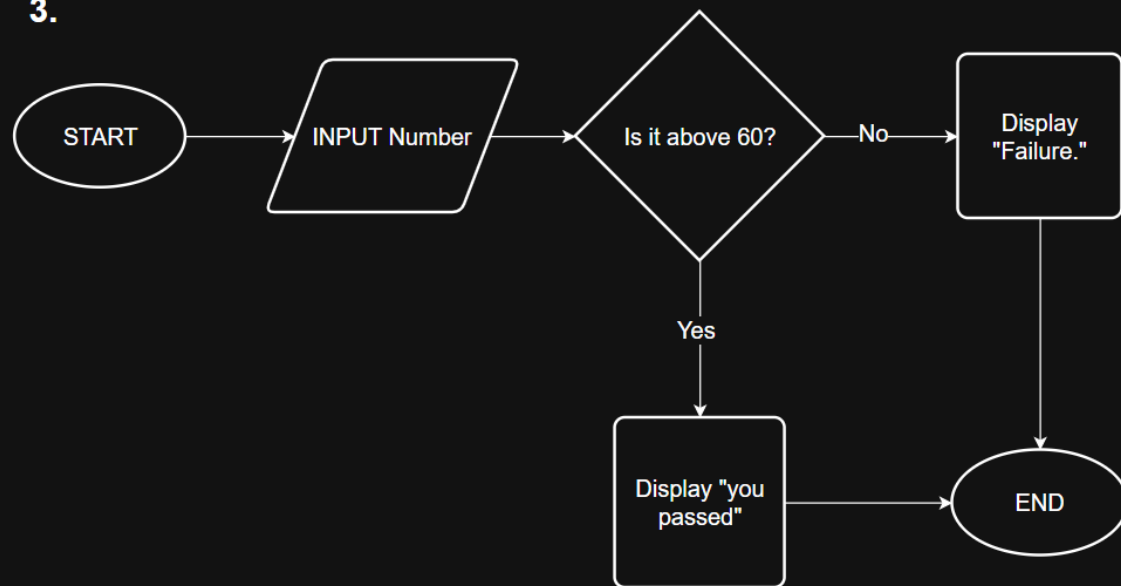 3.
START
INPUT Number
Is it above 60?
No
Display
"Failure."
Yes
Display "you
passed"
END